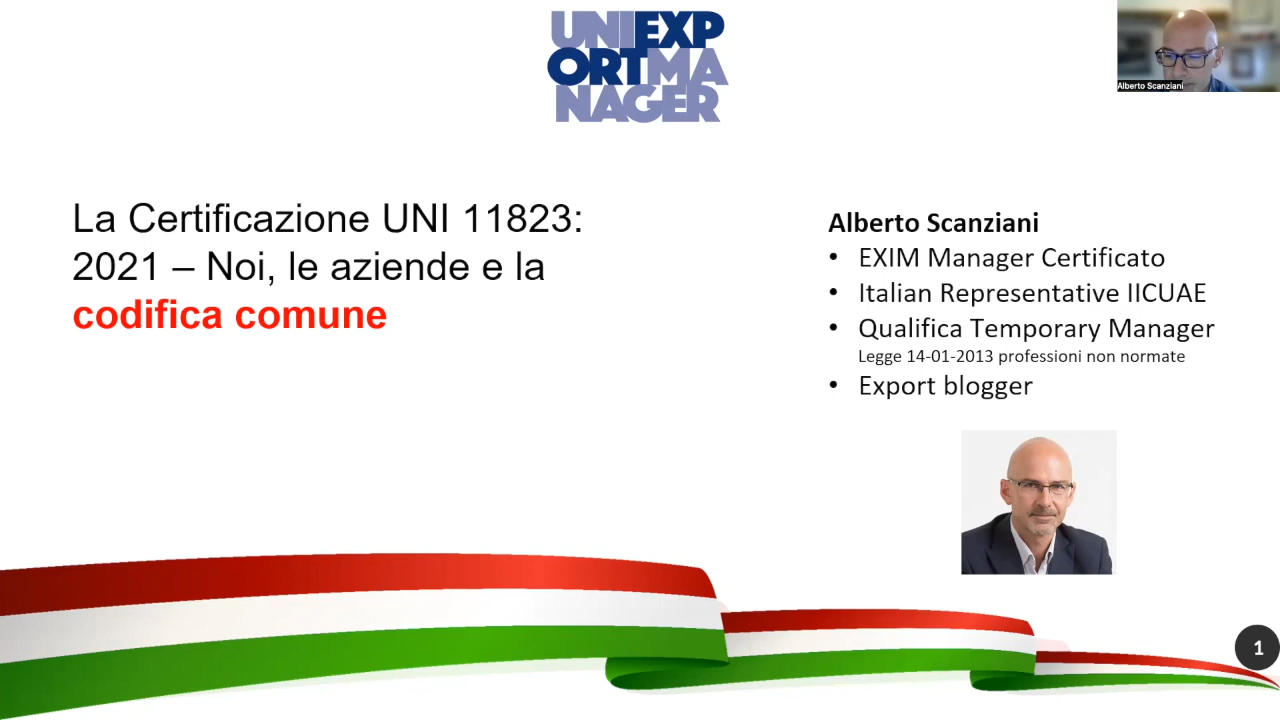 UNIEXP
ORTMA
NAGER
Alberto Scanziani
La Certificazione UNI 11823:
2021 – Noi, le aziende e la
codifica comune
Alberto Scanziani
• EXIM Manager Certificato
• Italian Representative IICUAE
• Qualifica Temporary Manager
Legge 14-01-2013 professioni non normate
• Export blogger
1